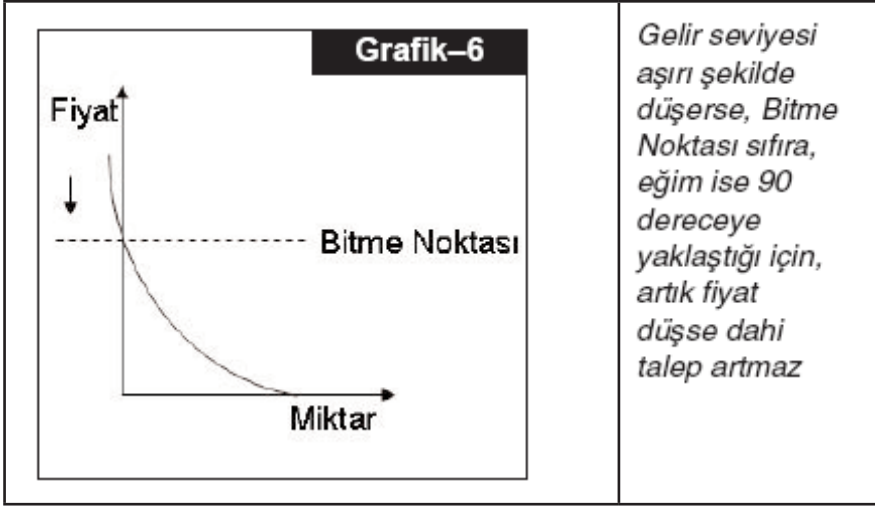 Grafik–6
Fiyat
Bitme Noktası
Miktar
Gelir seviyesi
aşırı şekilde
düşerse, Bitme
Noktası sıfıra,
eğim ise 90
dereceye
yaklaştığı için,
artık fiyat
düşse dahi
talep artmaz